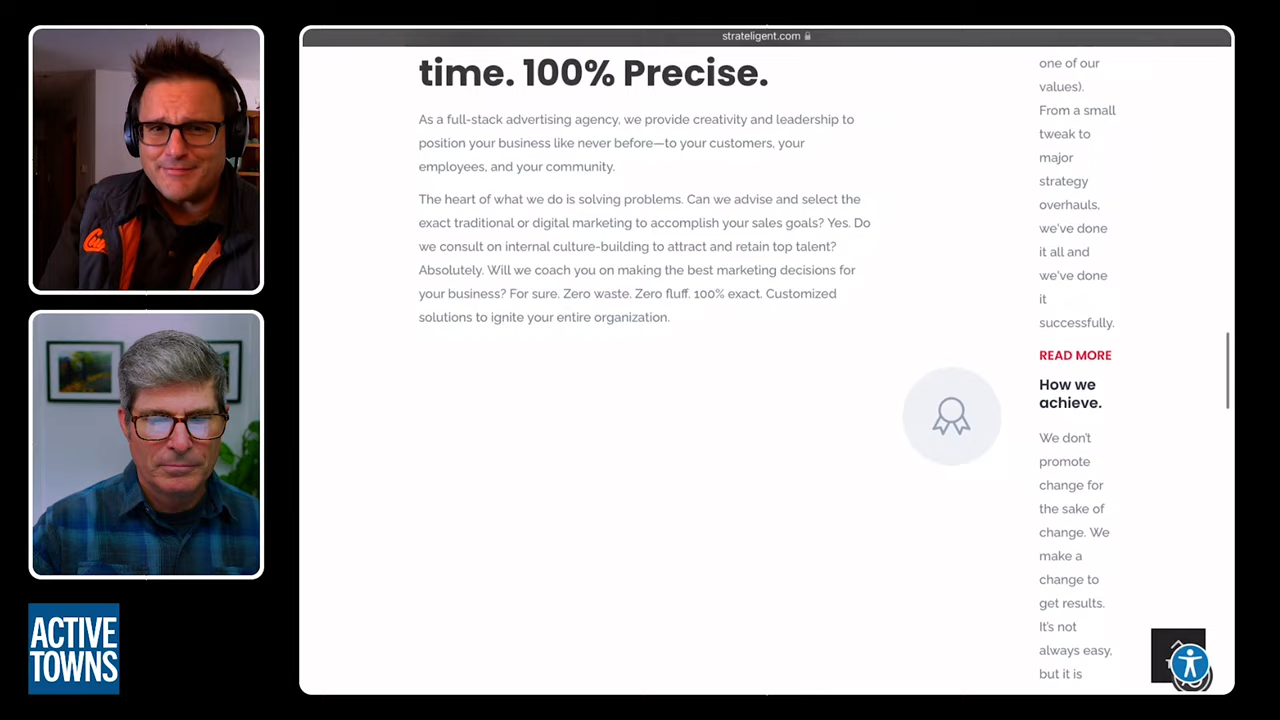 strateligent.com
time. 100% Precise.
As a full-stack advertising agency, we provide creativity and leadership to
position your business like never before—to your customers, your
employees, and your community.
The heart of what we do is solving problems. Can we advise and select the
exact traditional or digital marketing to accomplish your sales goals? Yes. Do
we consult on internal culture-building to attract and retain top talent?
Absolutely. Will we coach you on making the best marketing decisions for
your business? For sure. Zero waste. Zero fluff. 100% exact. Customized
solutions to ignite your entire organization.
one of our
values).
From a small
tweak to
major
strategy
overhauls,
we've done
it all and
we've done
it
successfully.
READ MORE
How we
achieve.
We don't
promote
change for
the sake of
change. We
make a
change to
get results.
It's not
always easy,
but it is
ACTIVE
TOWNS